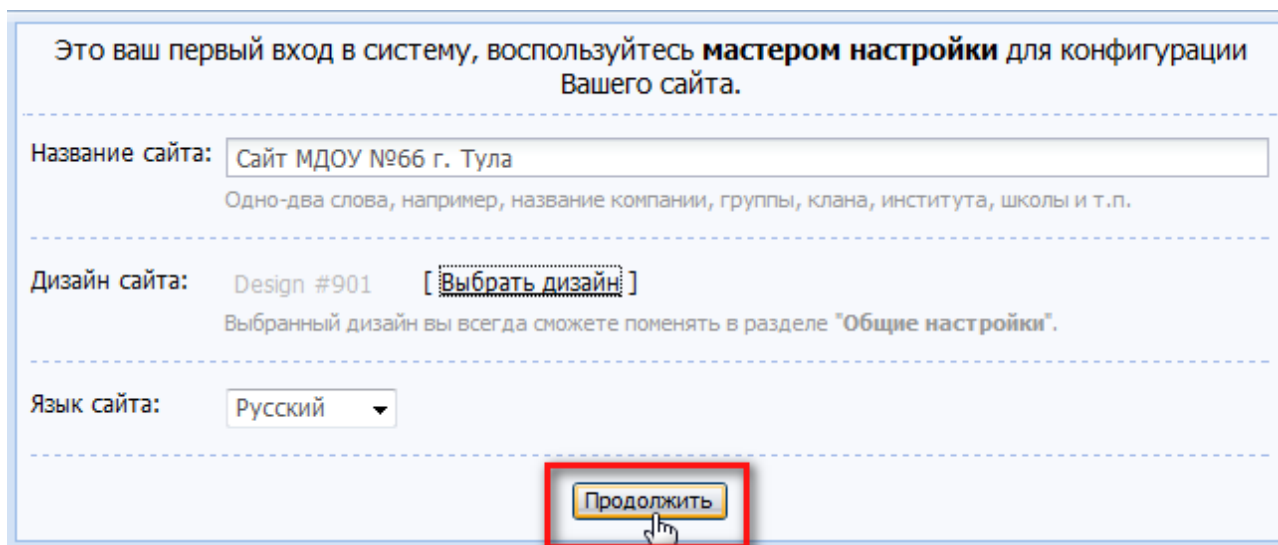 Это ваш первый вход в систему, воспользуйтесь мастером настройки для конфигурации
Вашего сайта.
Название сайта: Сайт МДОУ №66 г. Тула
Одно-два слова, например, название компании, группы, клана, института, школы и т.п.
Дизайн сайта: Design #901 [ Выбрать дизайн ]
Выбранный дизайн вы всегда сможете поменять в разделе "Общие настройки".
Язык сайта: Русский
Продолжить